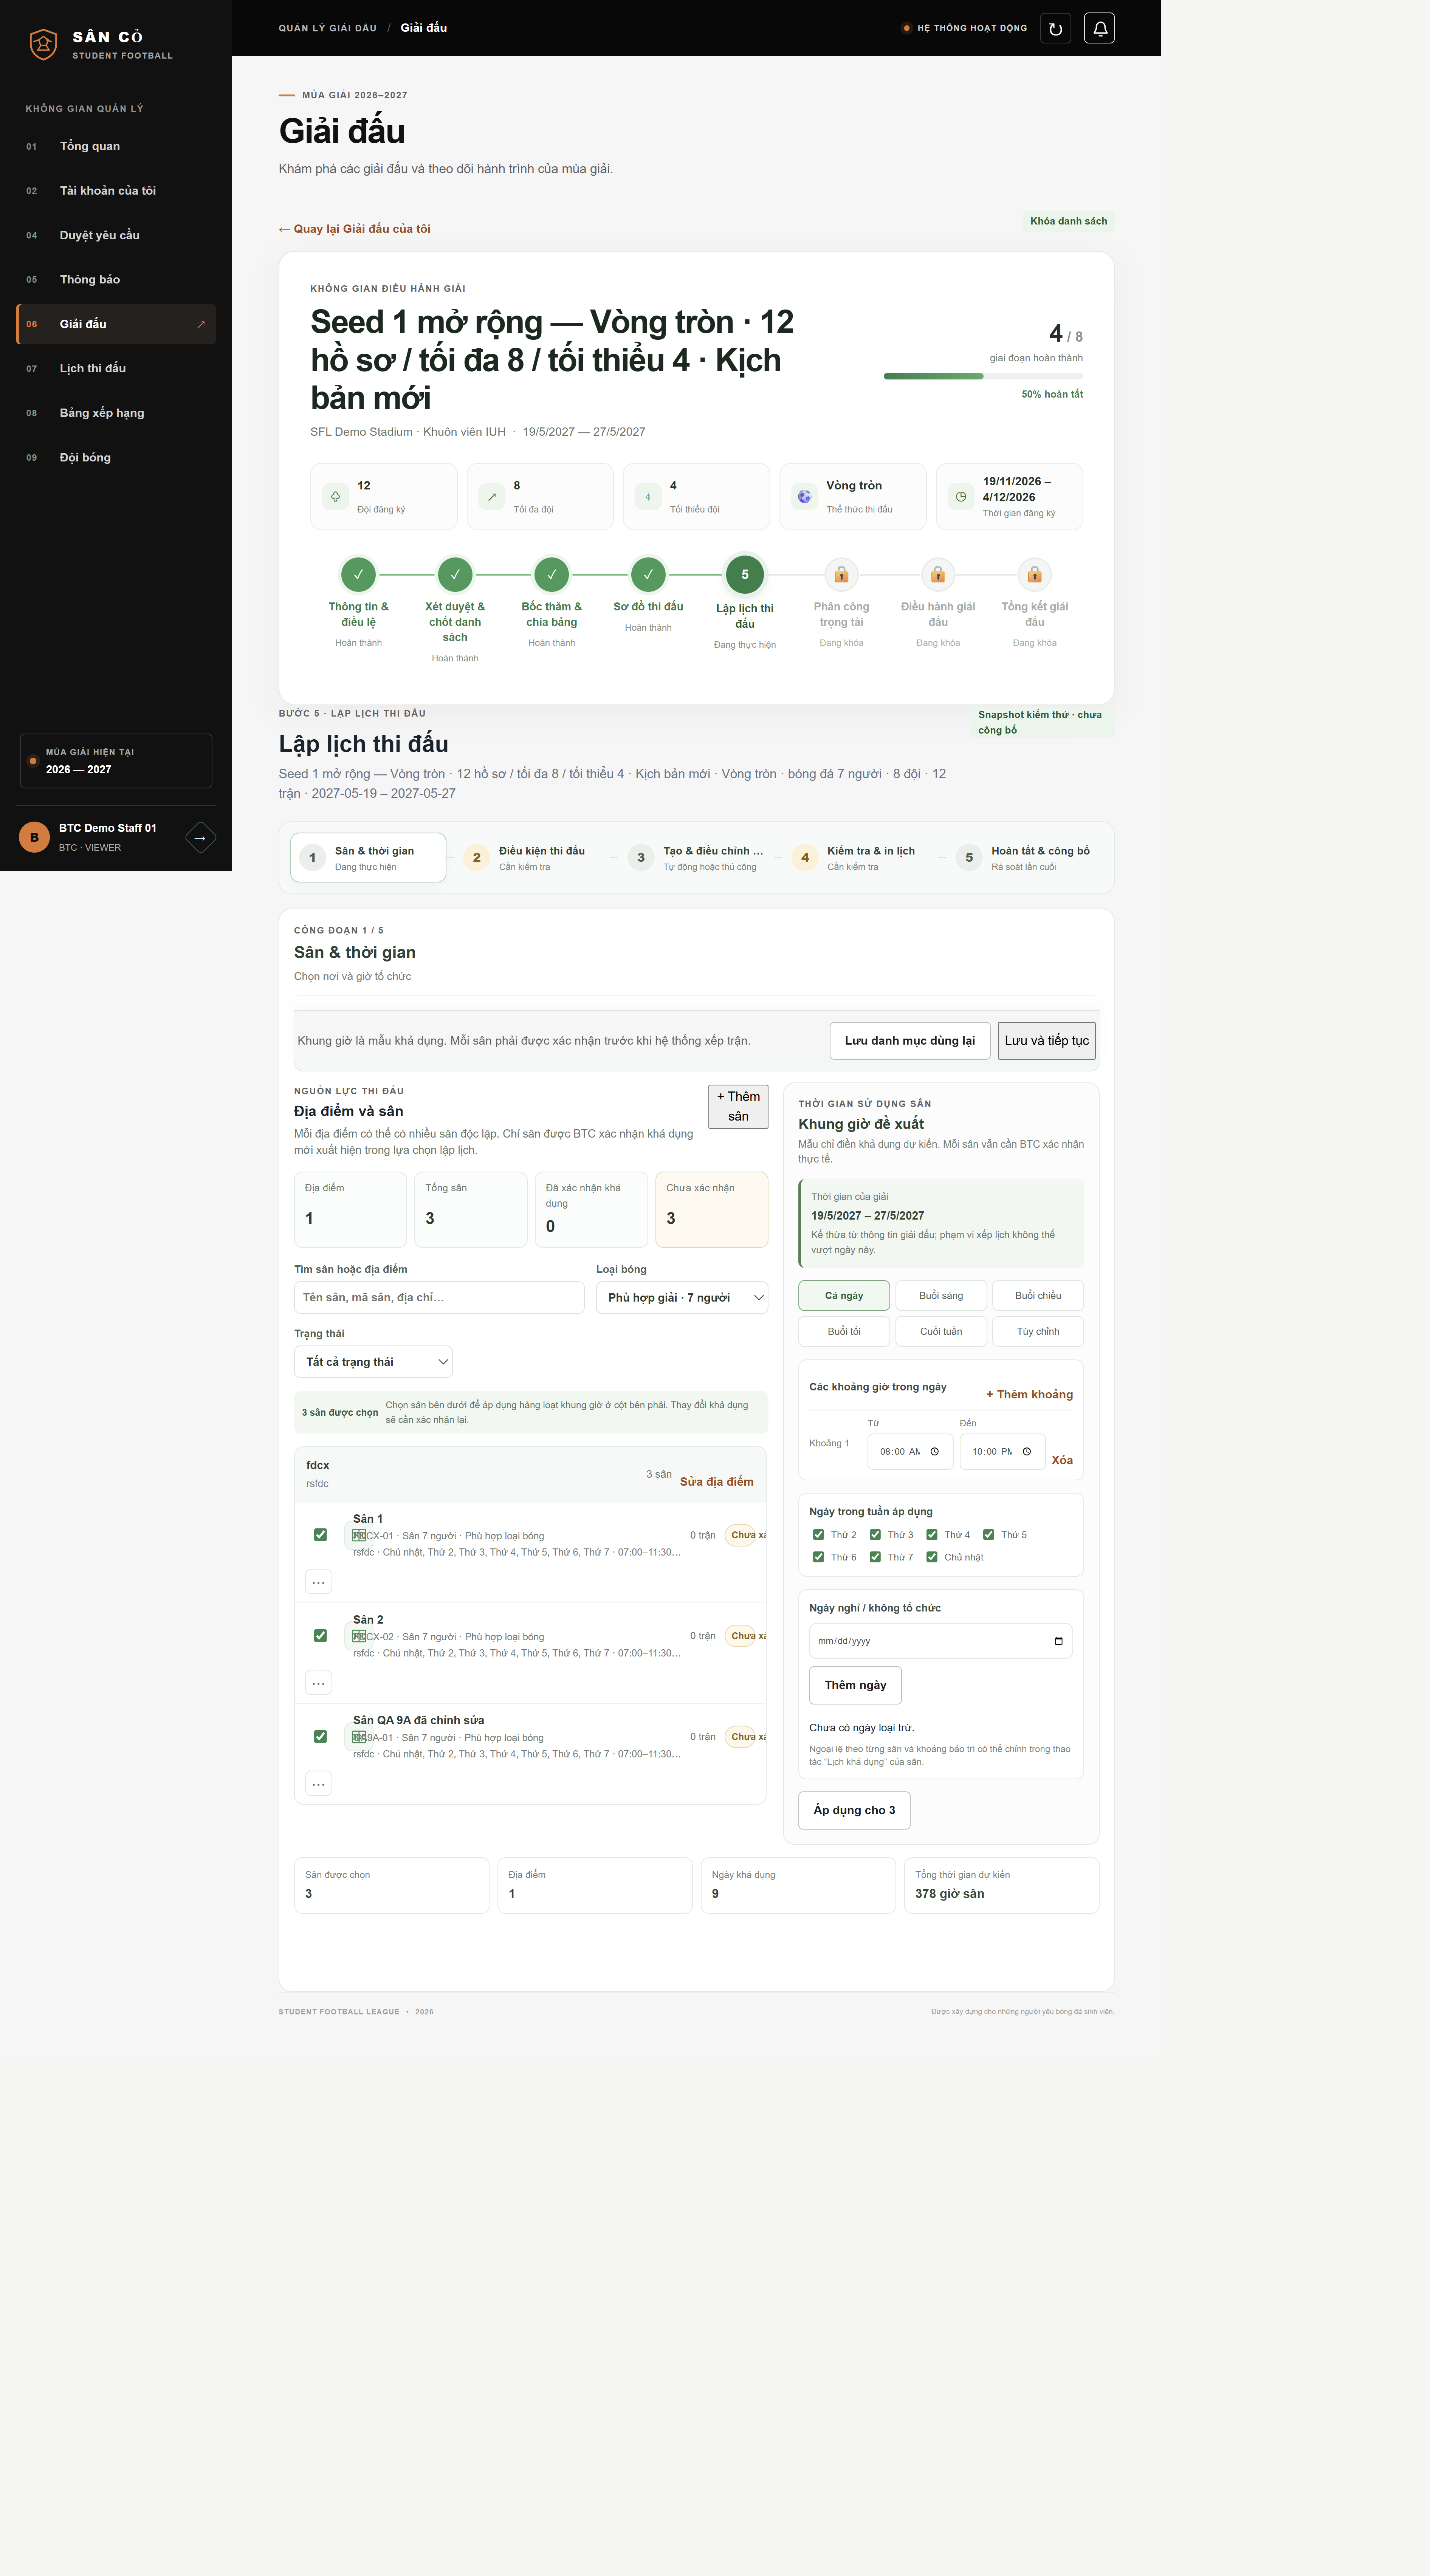 SÂN CỎ
STUDENT FOOTBALL
KHÔNG GIAN QUẢN LÝ
01 Tổng quan
02 Tài khoản của tôi
04 Duyệt yêu cầu
05 Thông báo
06 Giải đấu ↗
07 Lịch thi đấu
08 Bảng xếp hạng
09 Đội bóng
MÙA GIẢI HIỆN TẠI
2026 — 2027
B
BTC Demo Staff 01
BTC · VIEWER
→
QUẢN LÝ GIẢI ĐẤU / Giải đấu
HỆ THỐNG HOẠT ĐỘNG
MÙA GIẢI 2026–2027
Giải đấu
Khám phá các giải đấu và theo dõi hành trình của mùa giải.
← Quay lại Giải đấu của tôi
Khóa danh sách
KHÔNG GIAN ĐIỀU HÀNH GIẢI
Seed 1 mở rộng — Vòng tròn · 12
hồ sơ / tối đa 8 / tối thiểu 4 · Kịch
bản mới
SFL Demo Stadium · Khuôn viên IUH · 19/5/2027 — 27/5/2027
4 / 8
giai đoạn hoàn thành
50% hoàn tất
12
Đội đăng ký
8
Tối đa đội
4
Tối thiểu đội
Vòng tròn
Thể thức thi đấu
19/11/2026 –
4/12/2026
Thời gian đăng ký
✓ ✓ ✓ ✓ 5
Thông tin &
điều lệ
Hoàn thành
Xét duyệt &
chốt danh
sách
Hoàn thành
Bốc thăm &
chia bảng
Hoàn thành
Sơ đồ thi đấu
Hoàn thành
Lập lịch thi
đấu
Đang thực hiện
Phân công
trọng tài
Đang khóa
Điều hành giải
đấu
Đang khóa
Tổng kết giải
đấu
Đang khóa
BƯỚC 5 · LẬP LỊCH THI ĐẤU
Lập lịch thi đấu
Seed 1 mở rộng — Vòng tròn · 12 hồ sơ / tối đa 8 / tối thiểu 4 · Kịch bản mới · Vòng tròn · bóng đá 7 người · 8 đội · 12
trận · 2027-05-19 – 2027-05-27
Snapshot kiểm thử · chưa
công bố
1 Sân & thời gian
Đang thực hiện
2 Điều kiện thi đấu
Cần kiểm tra
3 Tạo & điều chỉnh ...
Tự động hoặc thủ công
4 Kiểm tra & in lịch
Cần kiểm tra
5 Hoàn tất & công bố
Rà soát lần cuối
CÔNG ĐOẠN 1 / 5
Sân & thời gian
Chọn nơi và giờ tổ chức
Khung giờ là mẫu khả dụng. Mỗi sân phải được xác nhận trước khi hệ thống xếp trận.
Lưu danh mục dùng lại
Lưu và tiếp tục
NGUỒN LỰC THI ĐẤU
Địa điểm và sân
Mỗi địa điểm có thể có nhiều sân độc lập. Chỉ sân được BTC xác nhận khả dụng
mới xuất hiện trong lựa chọn lập lịch.
+ Thêm
sân
Địa điểm
1
Tổng sân
3
Đã xác nhận khả
dụng
0
Chưa xác nhận
3
Tìm sân hoặc địa điểm
Tên sân, mã sân, địa chỉ...
Loại bóng
Phù hợp giải · 7 người
Trạng thái
Tất cả trạng thái
3 sân được chọn
Chọn sân bên dưới để áp dụng hàng loạt khung giờ ở cột bên phải. Thay đổi khả dụng
sẽ cần xác nhận lại.
fdcx
rsfdc
3 sân
Sửa địa điểm
Sân 1
CX-01 · Sân 7 người · Phù hợp loại bóng
rsfdc · Chủ nhật, Thứ 2, Thứ 3, Thứ 4, Thứ 5, Thứ 6, Thứ 7 · 07:00–11:30...
0 trận
Chưa xá
...
Sân 2
CX-02 · Sân 7 người · Phù hợp loại bóng
rsfdc · Chủ nhật, Thứ 2, Thứ 3, Thứ 4, Thứ 5, Thứ 6, Thứ 7 · 07:00–11:30...
0 trận
Chưa xá
...
Sân QA 9A đã chỉnh sửa
9A-01 · Sân 7 người · Phù hợp loại bóng
rsfdc · Chủ nhật, Thứ 2, Thứ 3, Thứ 4, Thứ 5, Thứ 6, Thứ 7 · 07:00–11:30...
0 trận
Chưa xá
...
THỜI GIAN SỬ DỤNG SÂN
Khung giờ đề xuất
Mẫu chỉ điền khả dụng dự kiến. Mỗi sân vẫn cần BTC xác nhận
thực tế.
Thời gian của giải
19/5/2027 – 27/5/2027
Kế thừa từ thông tin giải đấu; phạm vi xếp lịch không thể
vượt ngày này.
Cả ngày
Buổi sáng
Buổi chiều
Buổi tối
Cuối tuần
Tùy chỉnh
Các khoảng giờ trong ngày
+ Thêm khoảng
Khoảng 1
Từ
08:00 AM
Đến
10:00 PM
Xóa
Ngày trong tuần áp dụng
Thứ 2 Thứ 3 Thứ 4 Thứ 5
Thứ 6 Thứ 7 Chủ nhật
Ngày nghỉ / không tổ chức
mm/dd/yyyy
Thêm ngày
Chưa có ngày loại trừ.
Ngoại lệ theo từng sân và khoảng bảo trì có thể chỉnh trong thao
tác “Lịch khả dụng” của sân.
Áp dụng cho 3
Sân được chọn
3
Địa điểm
1
Ngày khả dụng
9
Tổng thời gian dự kiến
378 giờ sân
STUDENT FOOTBALL LEAGUE • 2026
Được xây dựng cho những người yêu bóng đá sinh viên.